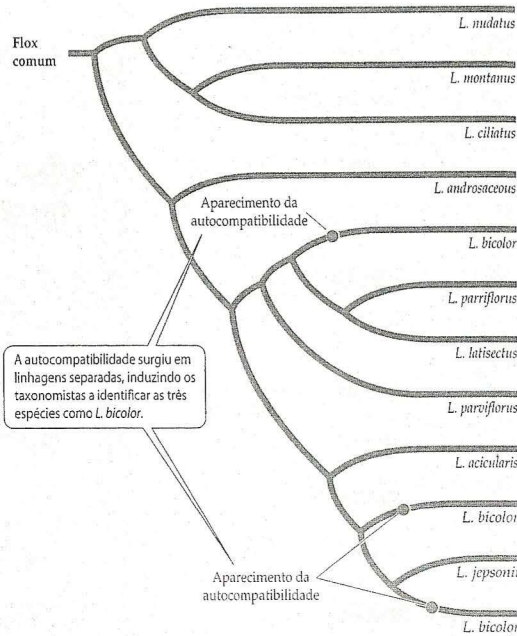 L. nudatus
Flox
comum
L. montanus
L. ciliatus
L. androsaceous
Aparecimento da
autocompatibilidade
L. bicolor
L. parriflorus
L. latisectus
A autocompatibilidade surgiu em
linhagens separadas, induzindo os
taxonomistas a identificar as três
espécies como L. bicolor.
L. parviflorus
L. acicularis
L. bicolor
L. jepsonii
Aparecimento da
autocompatibilidade
L. bicolor